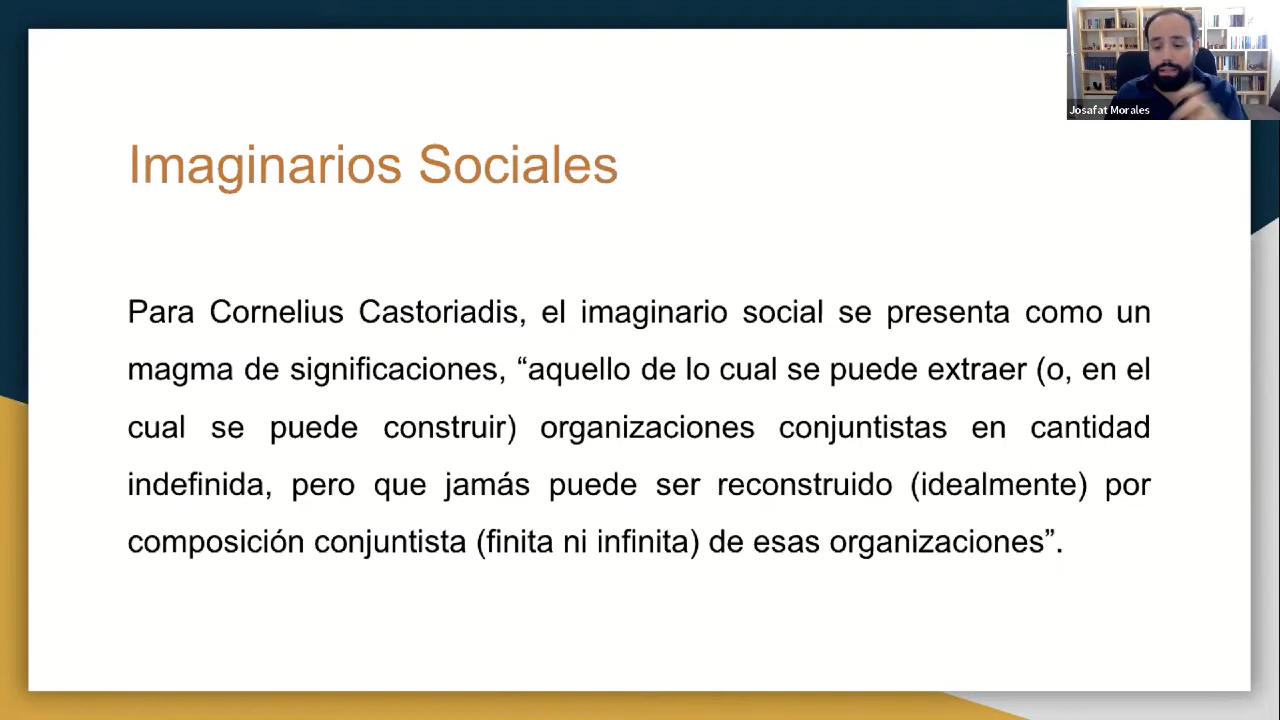 Josafat Morales
Imaginarios Sociales
Para Cornelius Castoriadis, el imaginario social se presenta como un
magma de significaciones, “aquello de lo cual se puede extraer (o, en el
cual se puede construir) organizaciones conjuntistas en cantidad
indefinida, pero que jamás puede ser reconstruido (idealmente) por
composición conjuntista (finita ni infinita) de esas organizaciones”.